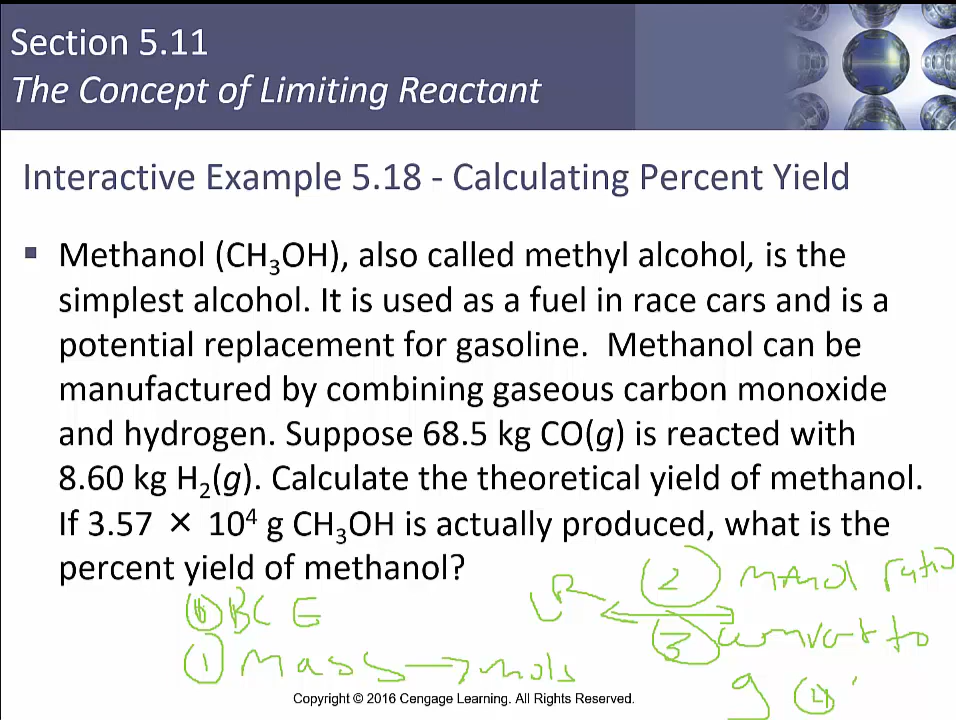 Section 5.11
The Concept of Limiting Reactant
Interactive Example 5.18 - Calculating Percent Yield
▪ Methanol (CH₃OH), also called methyl alcohol, is the
simplest alcohol. It is used as a fuel in race cars and is a
potential replacement for gasoline. Methanol can be
manufactured by combining gaseous carbon monoxide
and hydrogen. Suppose 68.5 kg CO(g) is reacted with
8.60 kg H₂(g). Calculate the theoretical yield of methanol.
If 3.57 × 10⁴ g CH₃OH is actually produced, what is the
percent yield of methanol?
BCE
① Mass → mols
LR
② mol ratio
③ convert to
g ④
Copyright © 2016 Cengage Learning. All Rights Reserved.